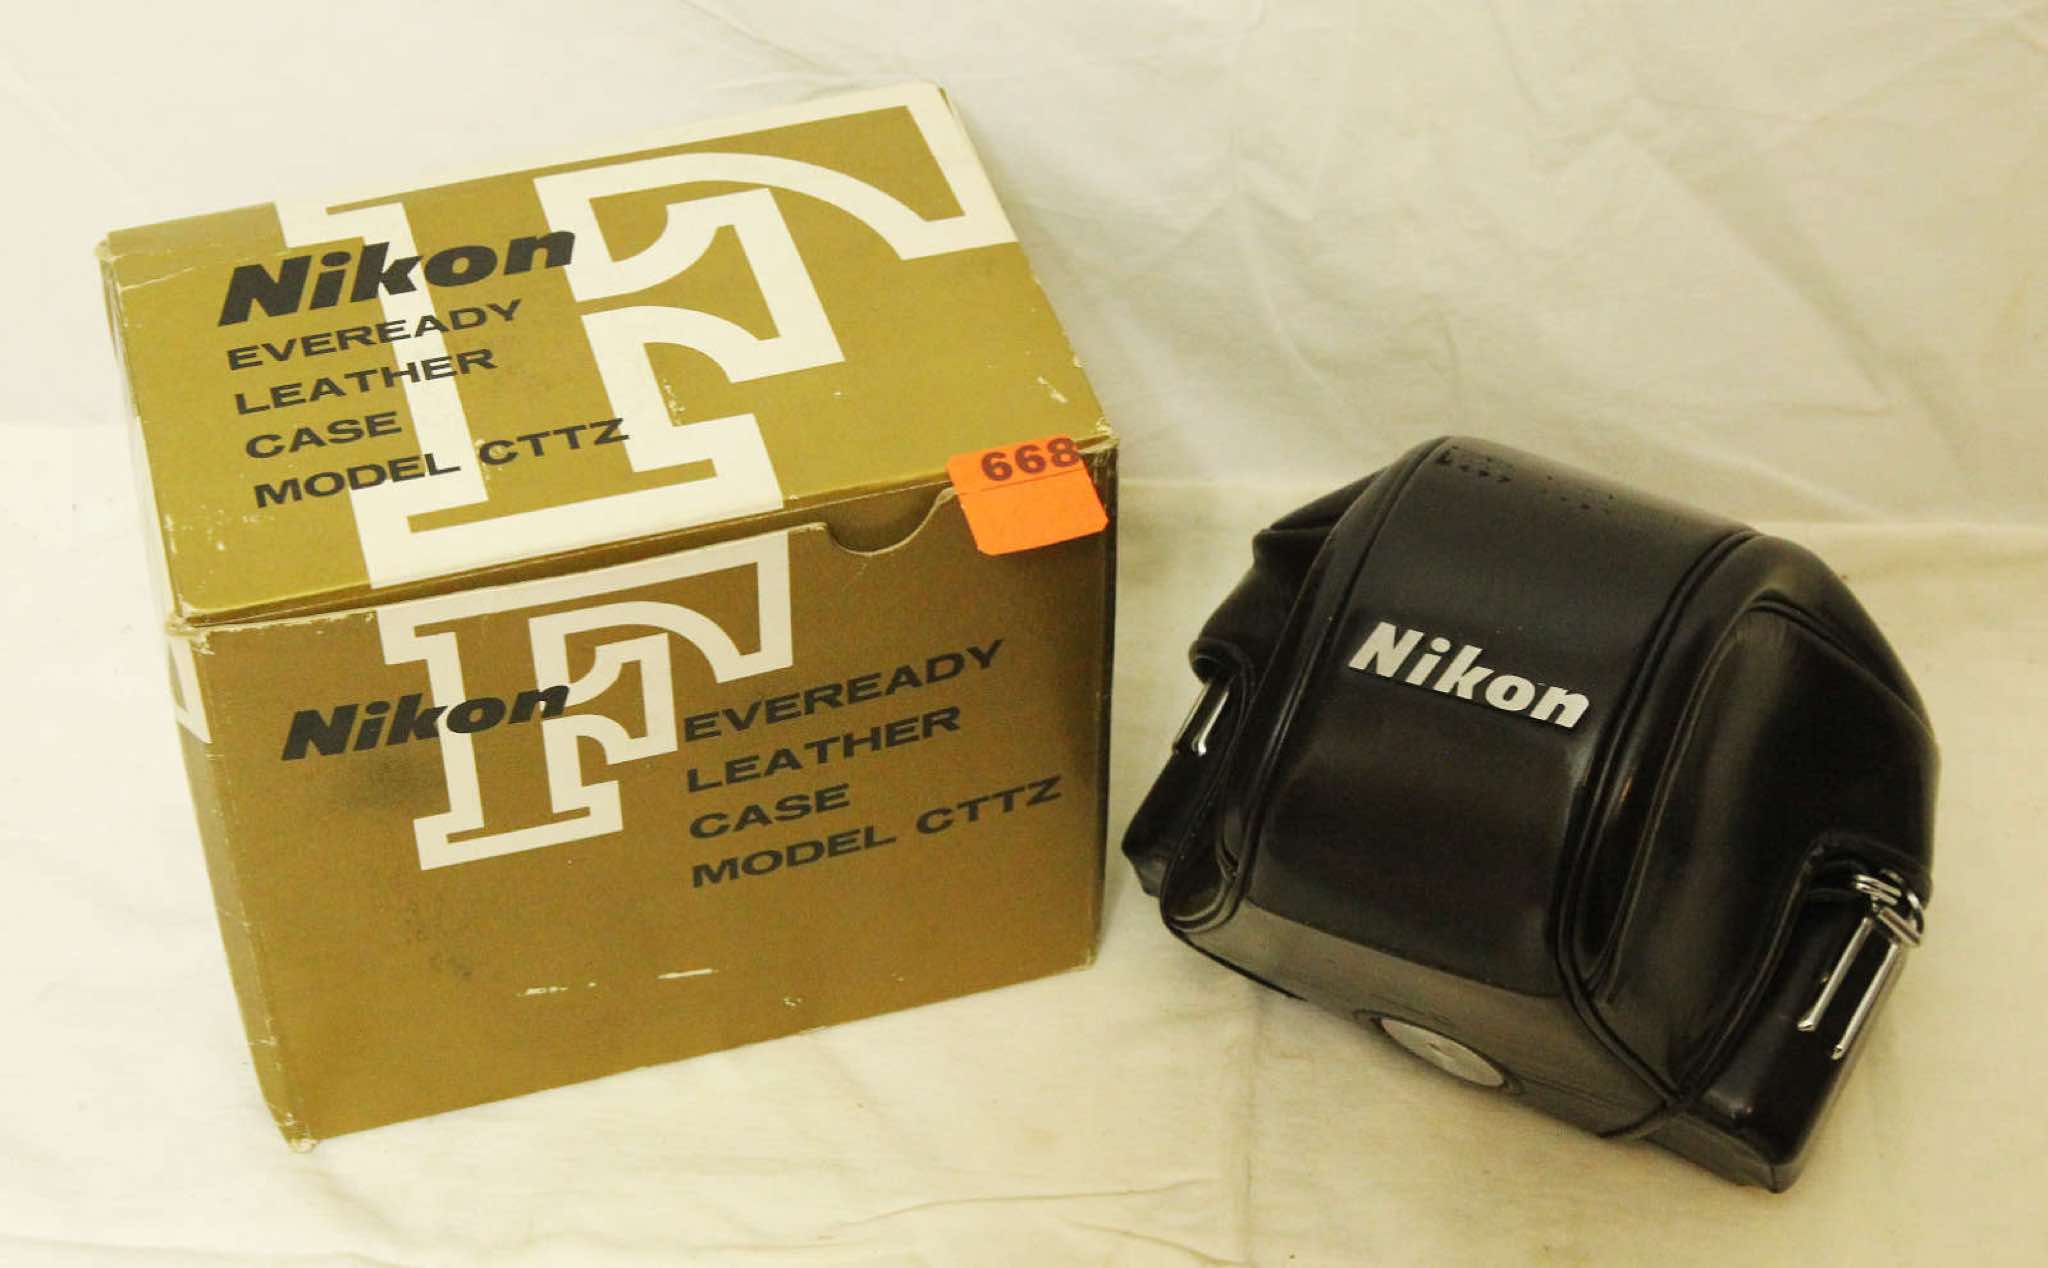 Nikon
EVEREADY
LEATHER
CASE
MODEL CTTZ
F
668
Nikon
F
EVEREADY
LEATHER
CASE
MODEL CTTZ
Nikon